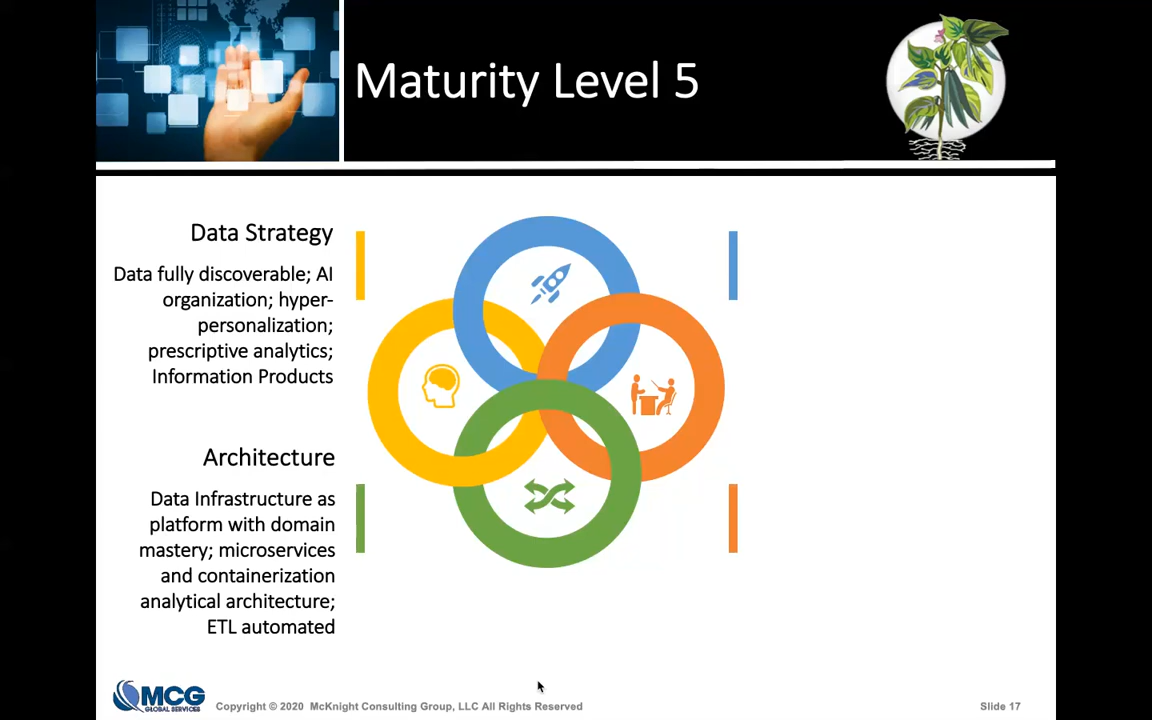 Maturity Level 5
Data Strategy
Data fully discoverable; AI
organization; hyper-
personalization;
prescriptive analytics;
Information Products
Architecture
Data Infrastructure as
platform with domain
mastery; microservices
and containerization
analytical architecture;
ETL automated
MCG
GLOBAL SERVICES
Copyright © 2020 McKnight Consulting Group, LLC All Rights Reserved
Slide 17